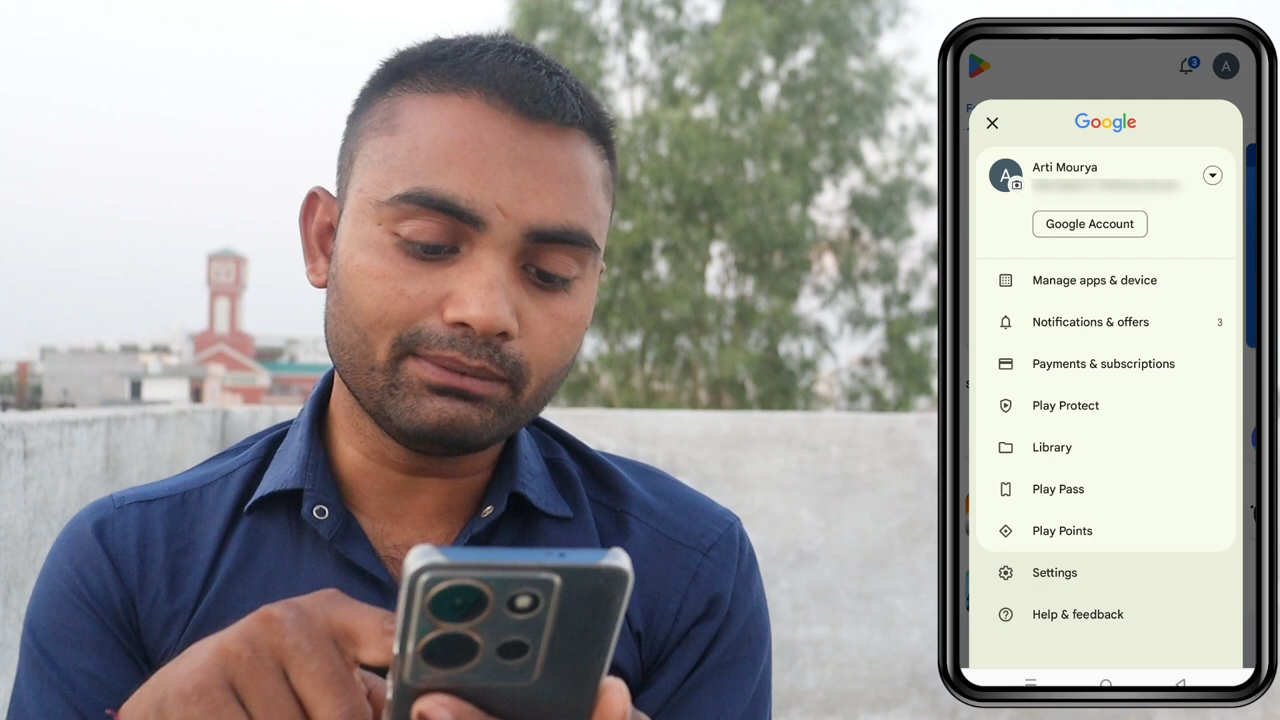 3
A
Google
A
Arti Mourya
Google Account
Manage apps & device
Notifications & offers 3
Payments & subscriptions
Play Protect
Library
Play Pass
Play Points
Settings
Help & feedback